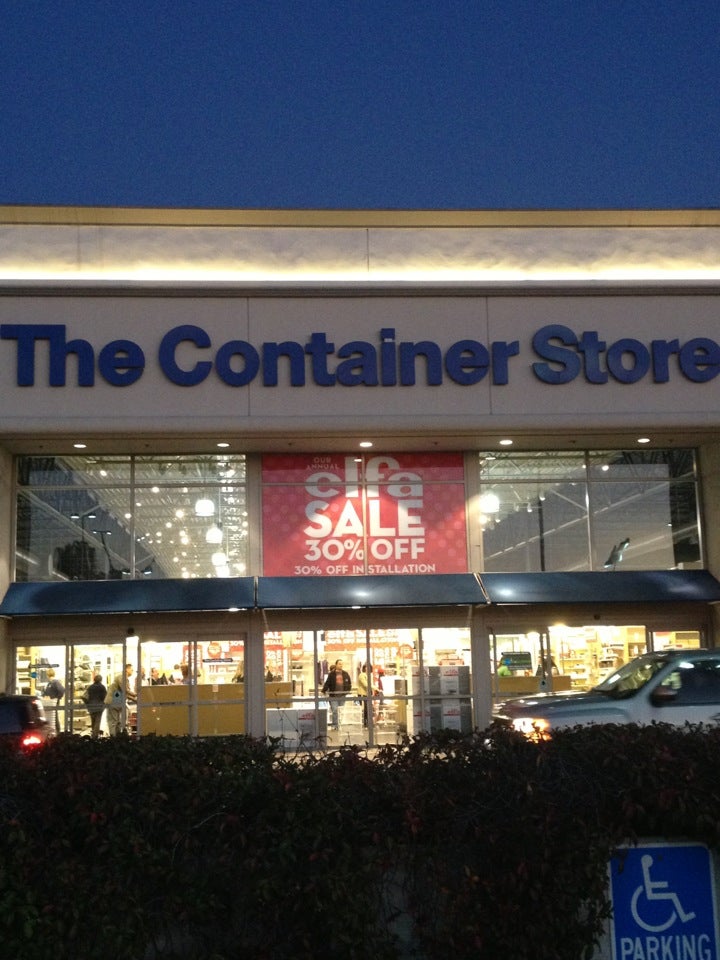 The Container Store
OUR
ANNUAL
elfa
SALE
30% OFF
30% OFF INSTALLATION
PARKING